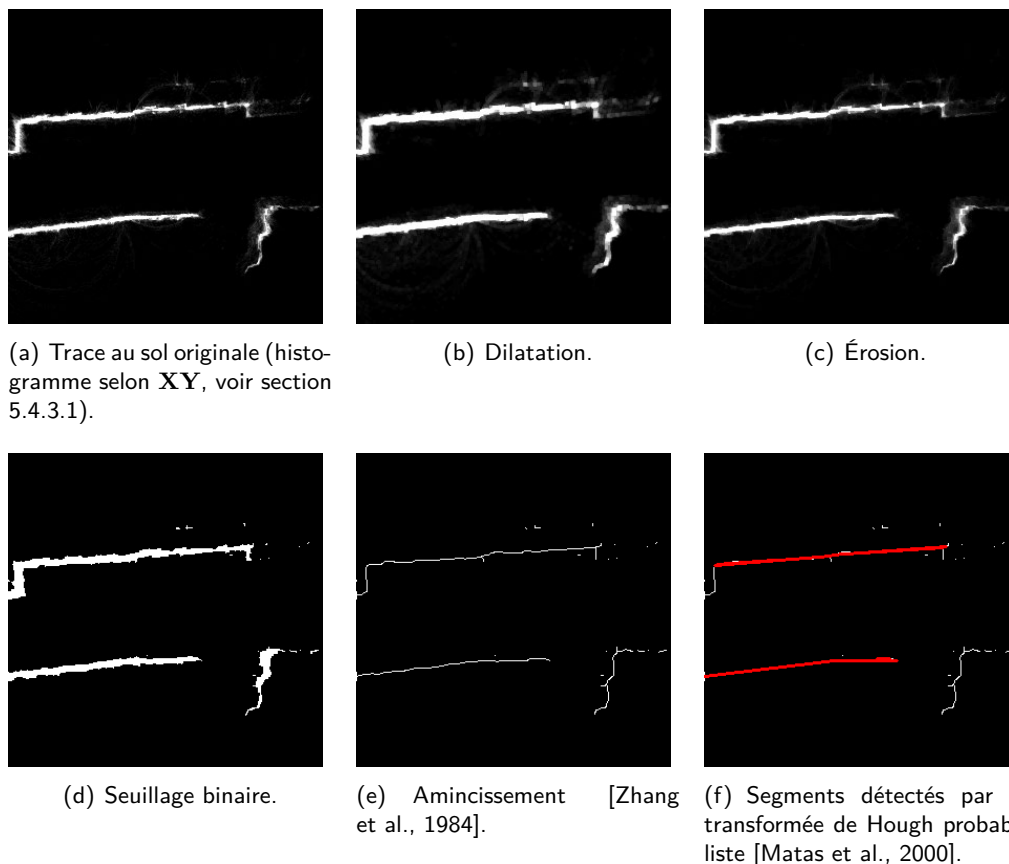 (a) Trace au sol originale (histo-
gramme selon XY, voir section
5.4.3.1).
(b) Dilatation.
(c) Érosion.
(d) Seuillage binaire.
(e) Amincissement [Zhang
et al., 1984].
(f) Segments détectés par
transformée de Hough probab
liste [Matas et al., 2000].